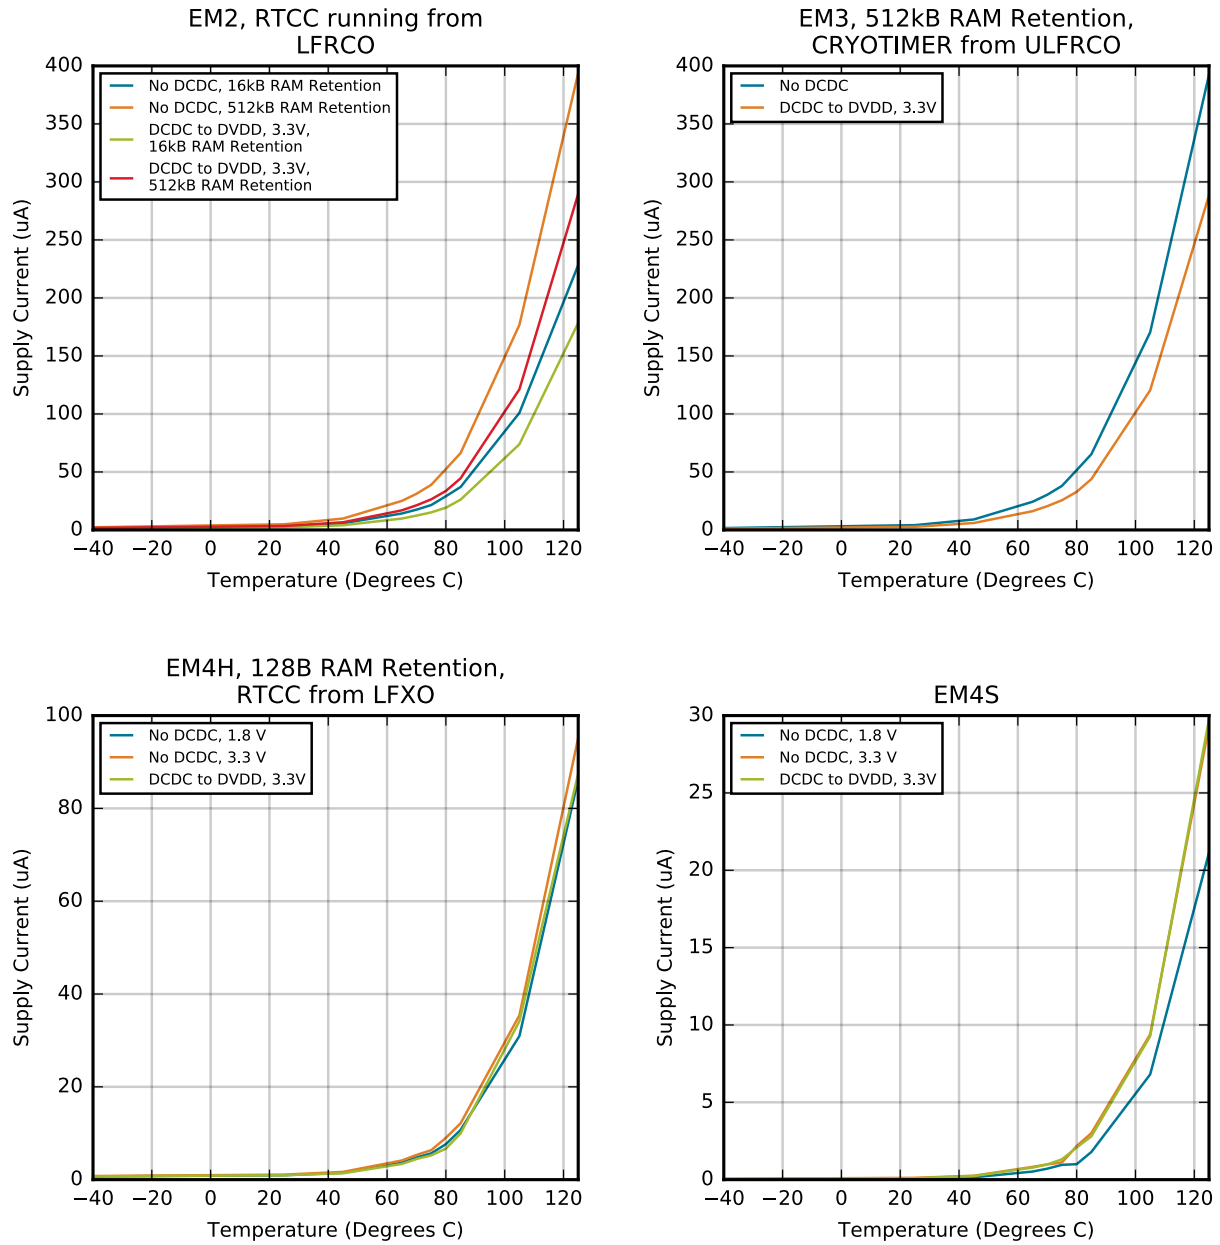 EM2, RTCC running from
LFRCO
400
350
300
250
200
150
100
50
0
Supply Current (uA)
No DCDC, 16kB RAM Retention
No DCDC, 512kB RAM Retention
DCDC to DVDD, 3.3V,
16kB RAM Retention
DCDC to DVDD, 3.3V,
512kB RAM Retention
−40 −20 0 20 40 60 80 100 120
Temperature (Degrees C)
EM3, 512kB RAM Retention,
CRYOTIMER from ULFRCO
400
350
300
250
200
150
100
50
0
Supply Current (uA)
No DCDC
DCDC to DVDD, 3.3V
−40 −20 0 20 40 60 80 100 120
Temperature (Degrees C)
EM4H, 128B RAM Retention,
RTCC from LFXO
100
80
60
40
20
0
Supply Current (uA)
No DCDC, 1.8 V
No DCDC, 3.3 V
DCDC to DVDD, 3.3V
−40 −20 0 20 40 60 80 100 120
Temperature (Degrees C)
EM4S
30
25
20
15
10
5
0
Supply Current (uA)
No DCDC, 1.8 V
No DCDC, 3.3 V
DCDC to DVDD, 3.3V
−40 −20 0 20 40 60 80 100 120
Temperature (Degrees C)